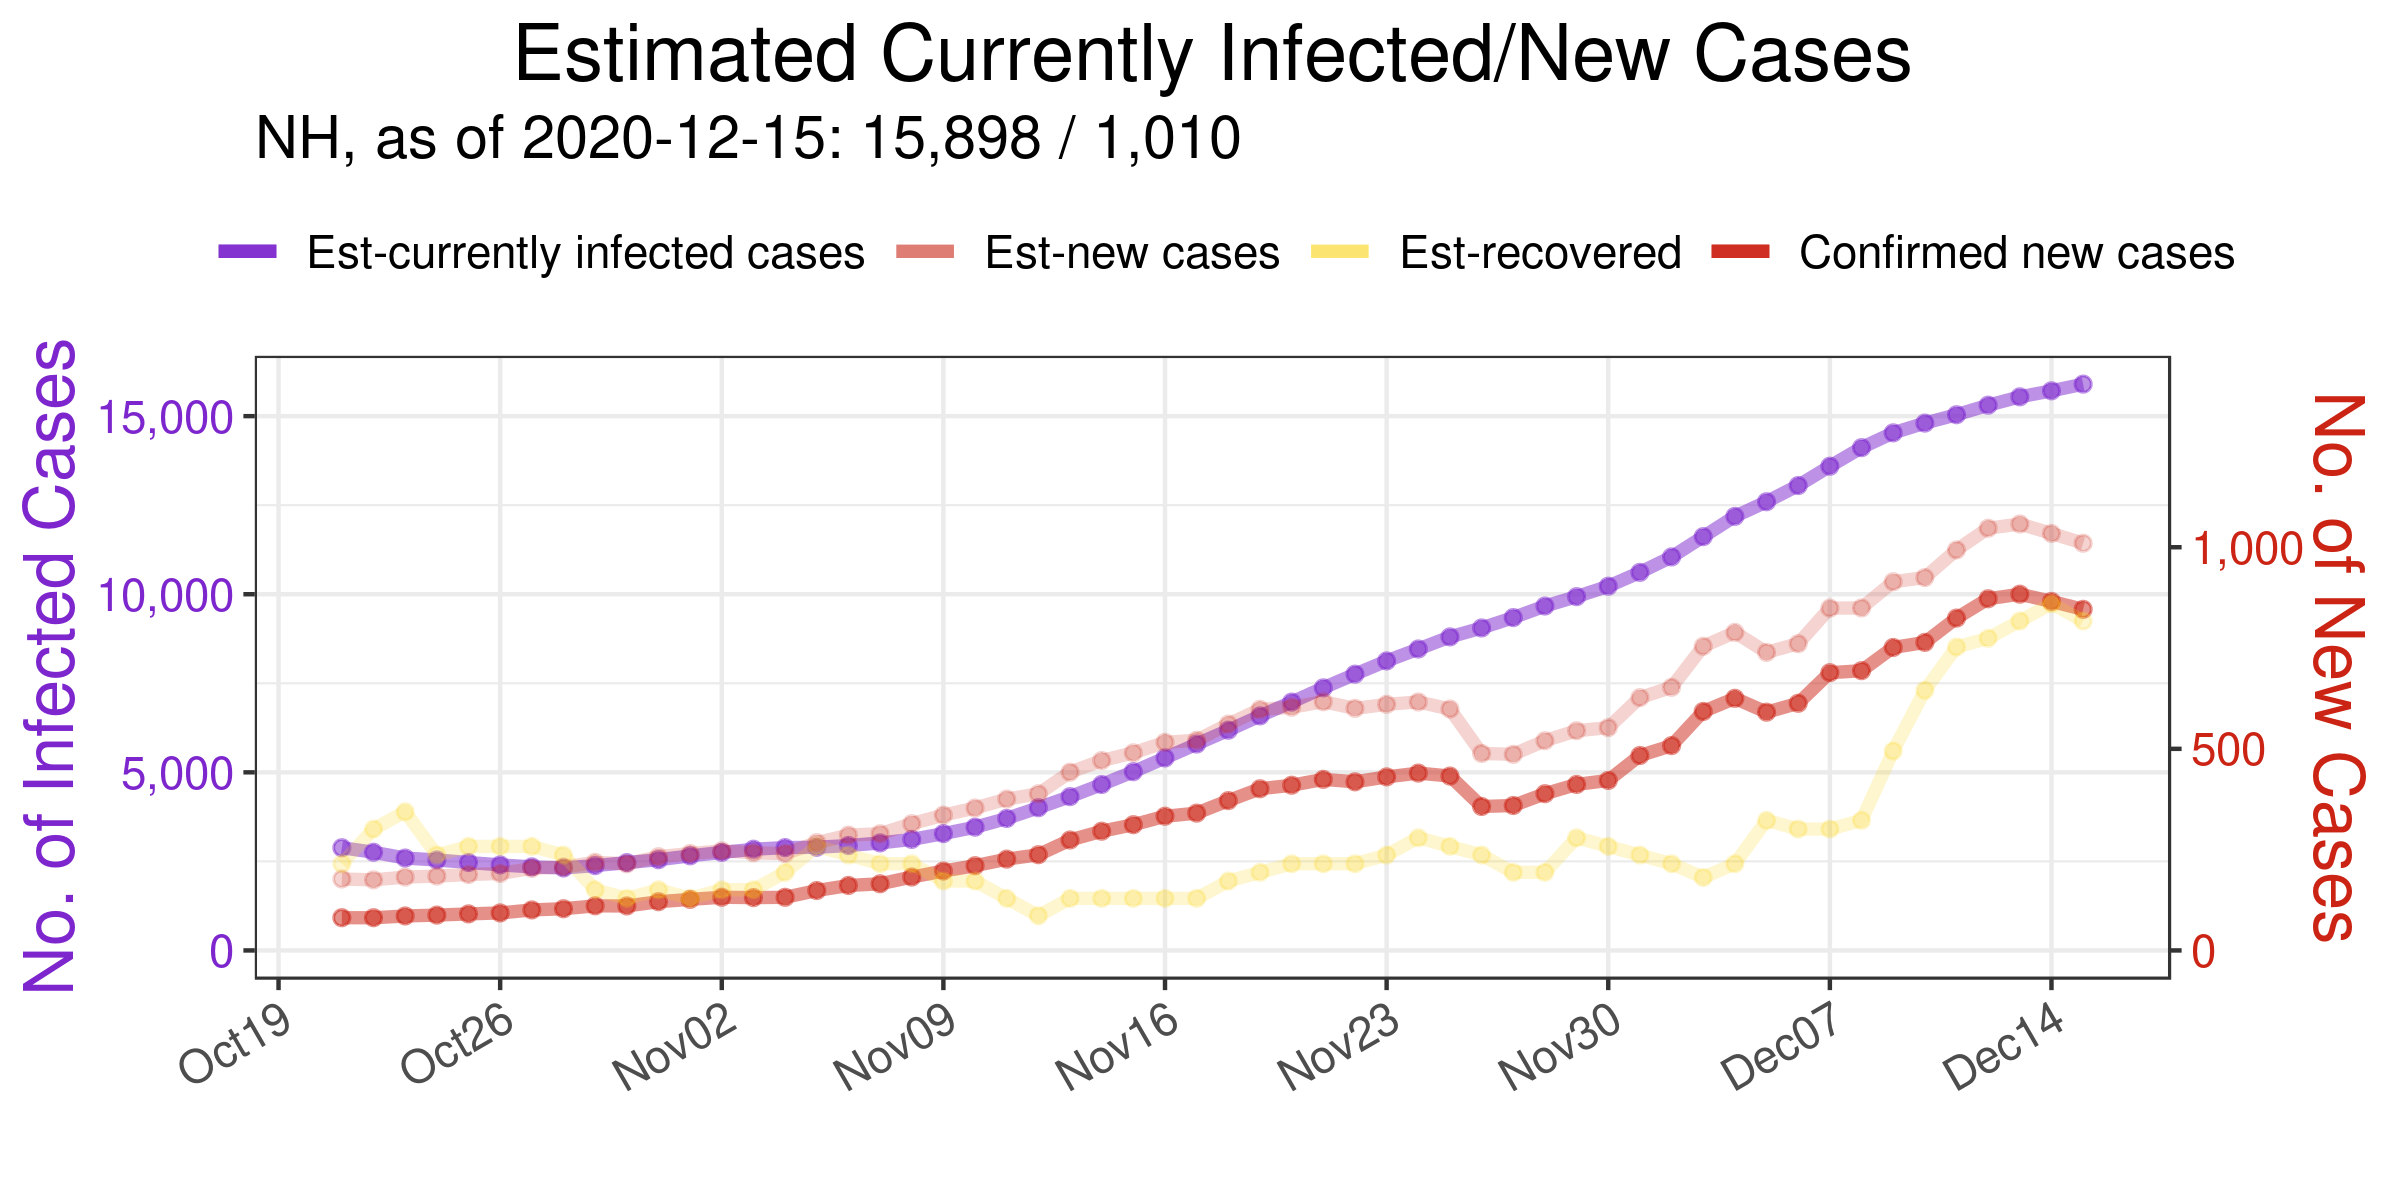 Estimated Currently Infected/New Cases
NH, as of 2020-12-15: 15,898 / 1,010
Est-currently infected cases Est-new cases Est-recovered Confirmed new cases
No. of Infected Cases
15,000
10,000
5,000
0
1,000
500
0
No. of New Cases
Oct19 Oct26 Nov02 Nov09 Nov16 Nov23 Nov30 Dec07 Dec14